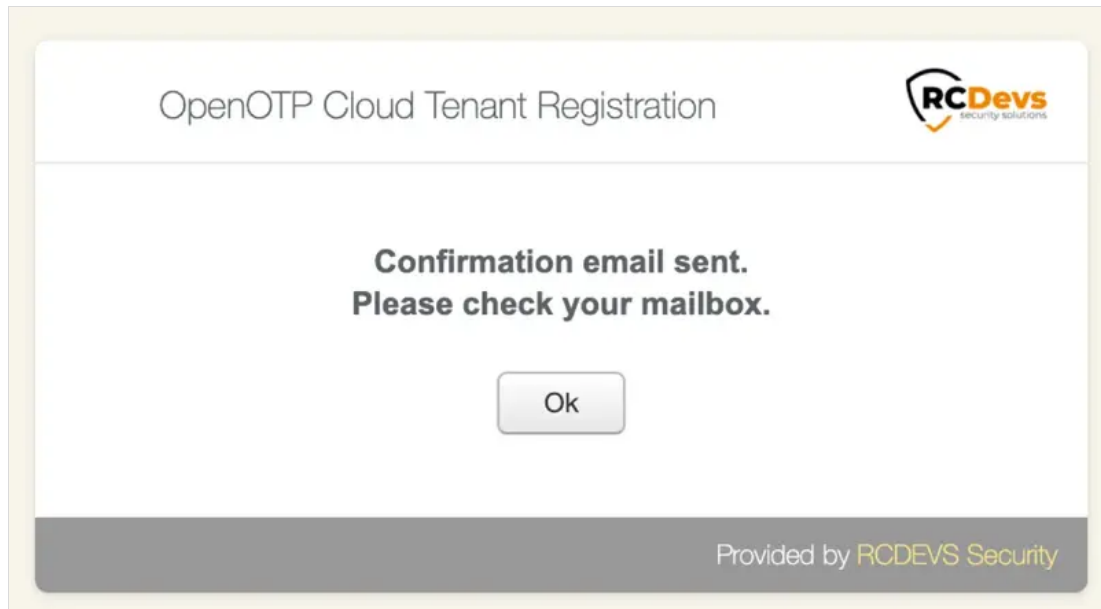 OpenOTP Cloud Tenant Registration
RCDevs
security solutions
Confirmation email sent.
Please check your mailbox.
Ok
Provided by RCDEVS Security